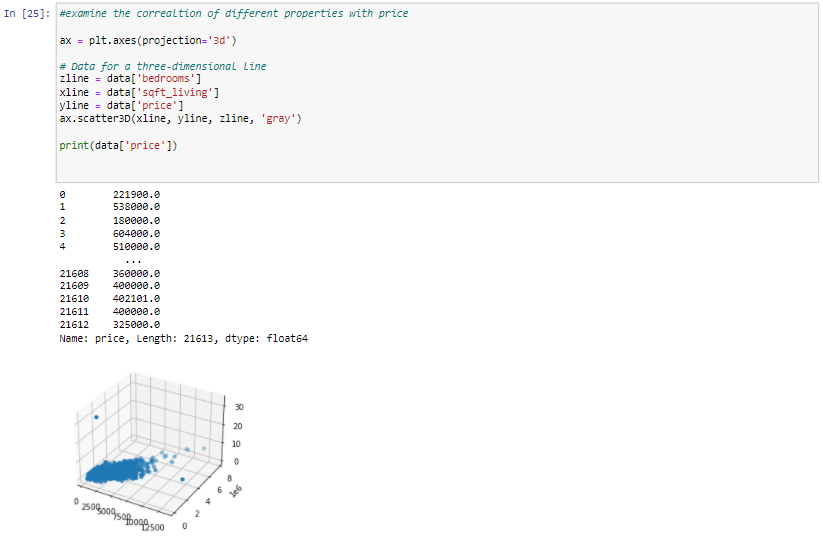 In [25]: #examine the correaltion of different properties with price
ax = plt.axes(projection='3d')
# Data for a three-dimensional line
zline = data['bedrooms']
xline = data['sqft_living']
yline = data['price']
ax.scatter3D(xline, yline, zline, 'gray')
print(data['price'])
0 221900.0
1 538000.0
2 180000.0
3 604000.0
4 510000.0
...
21608 360000.0
21609 400000.0
21610 402101.0
21611 400000.0
21612 325000.0
Name: price, Length: 21613, dtype: float64
30
20
10
0
8
6
1e6
4
2
0
0
2500
5000
7500
10000
12500